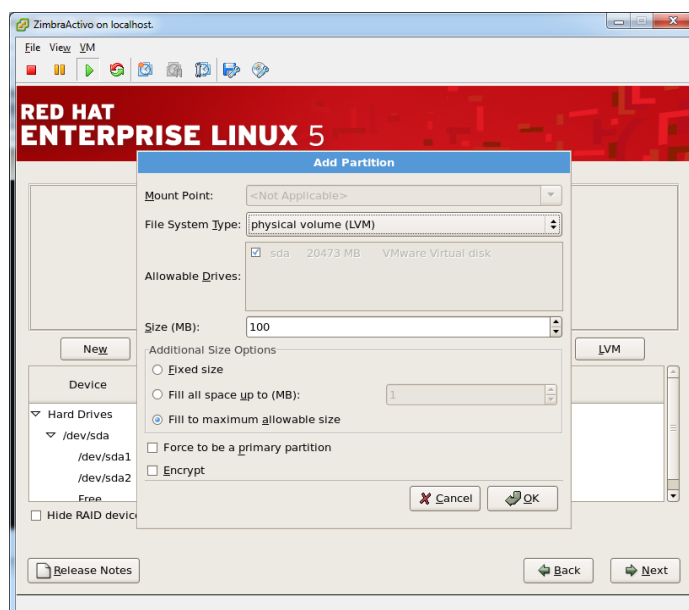 ZimbraActivo on localhost.
File View VM
RED HAT
ENTERPRISE LINUX 5
Add Partition
Mount Point: <Not Applicable>
File System Type: physical volume (LVM)
sda 20473 MB VMware Virtual disk
Allowable Drives:
Size (MB): 100
New
LVM
Additional Size Options
Fixed size
Device
Fill all space up to (MB): 1
Hard Drives
Fill to maximum allowable size
/dev/sda
Force to be a primary partition
/dev/sda1
Encrypt
/dev/sda2
Free
Cancel OK
Hide RAID devic
Release Notes
Back Next